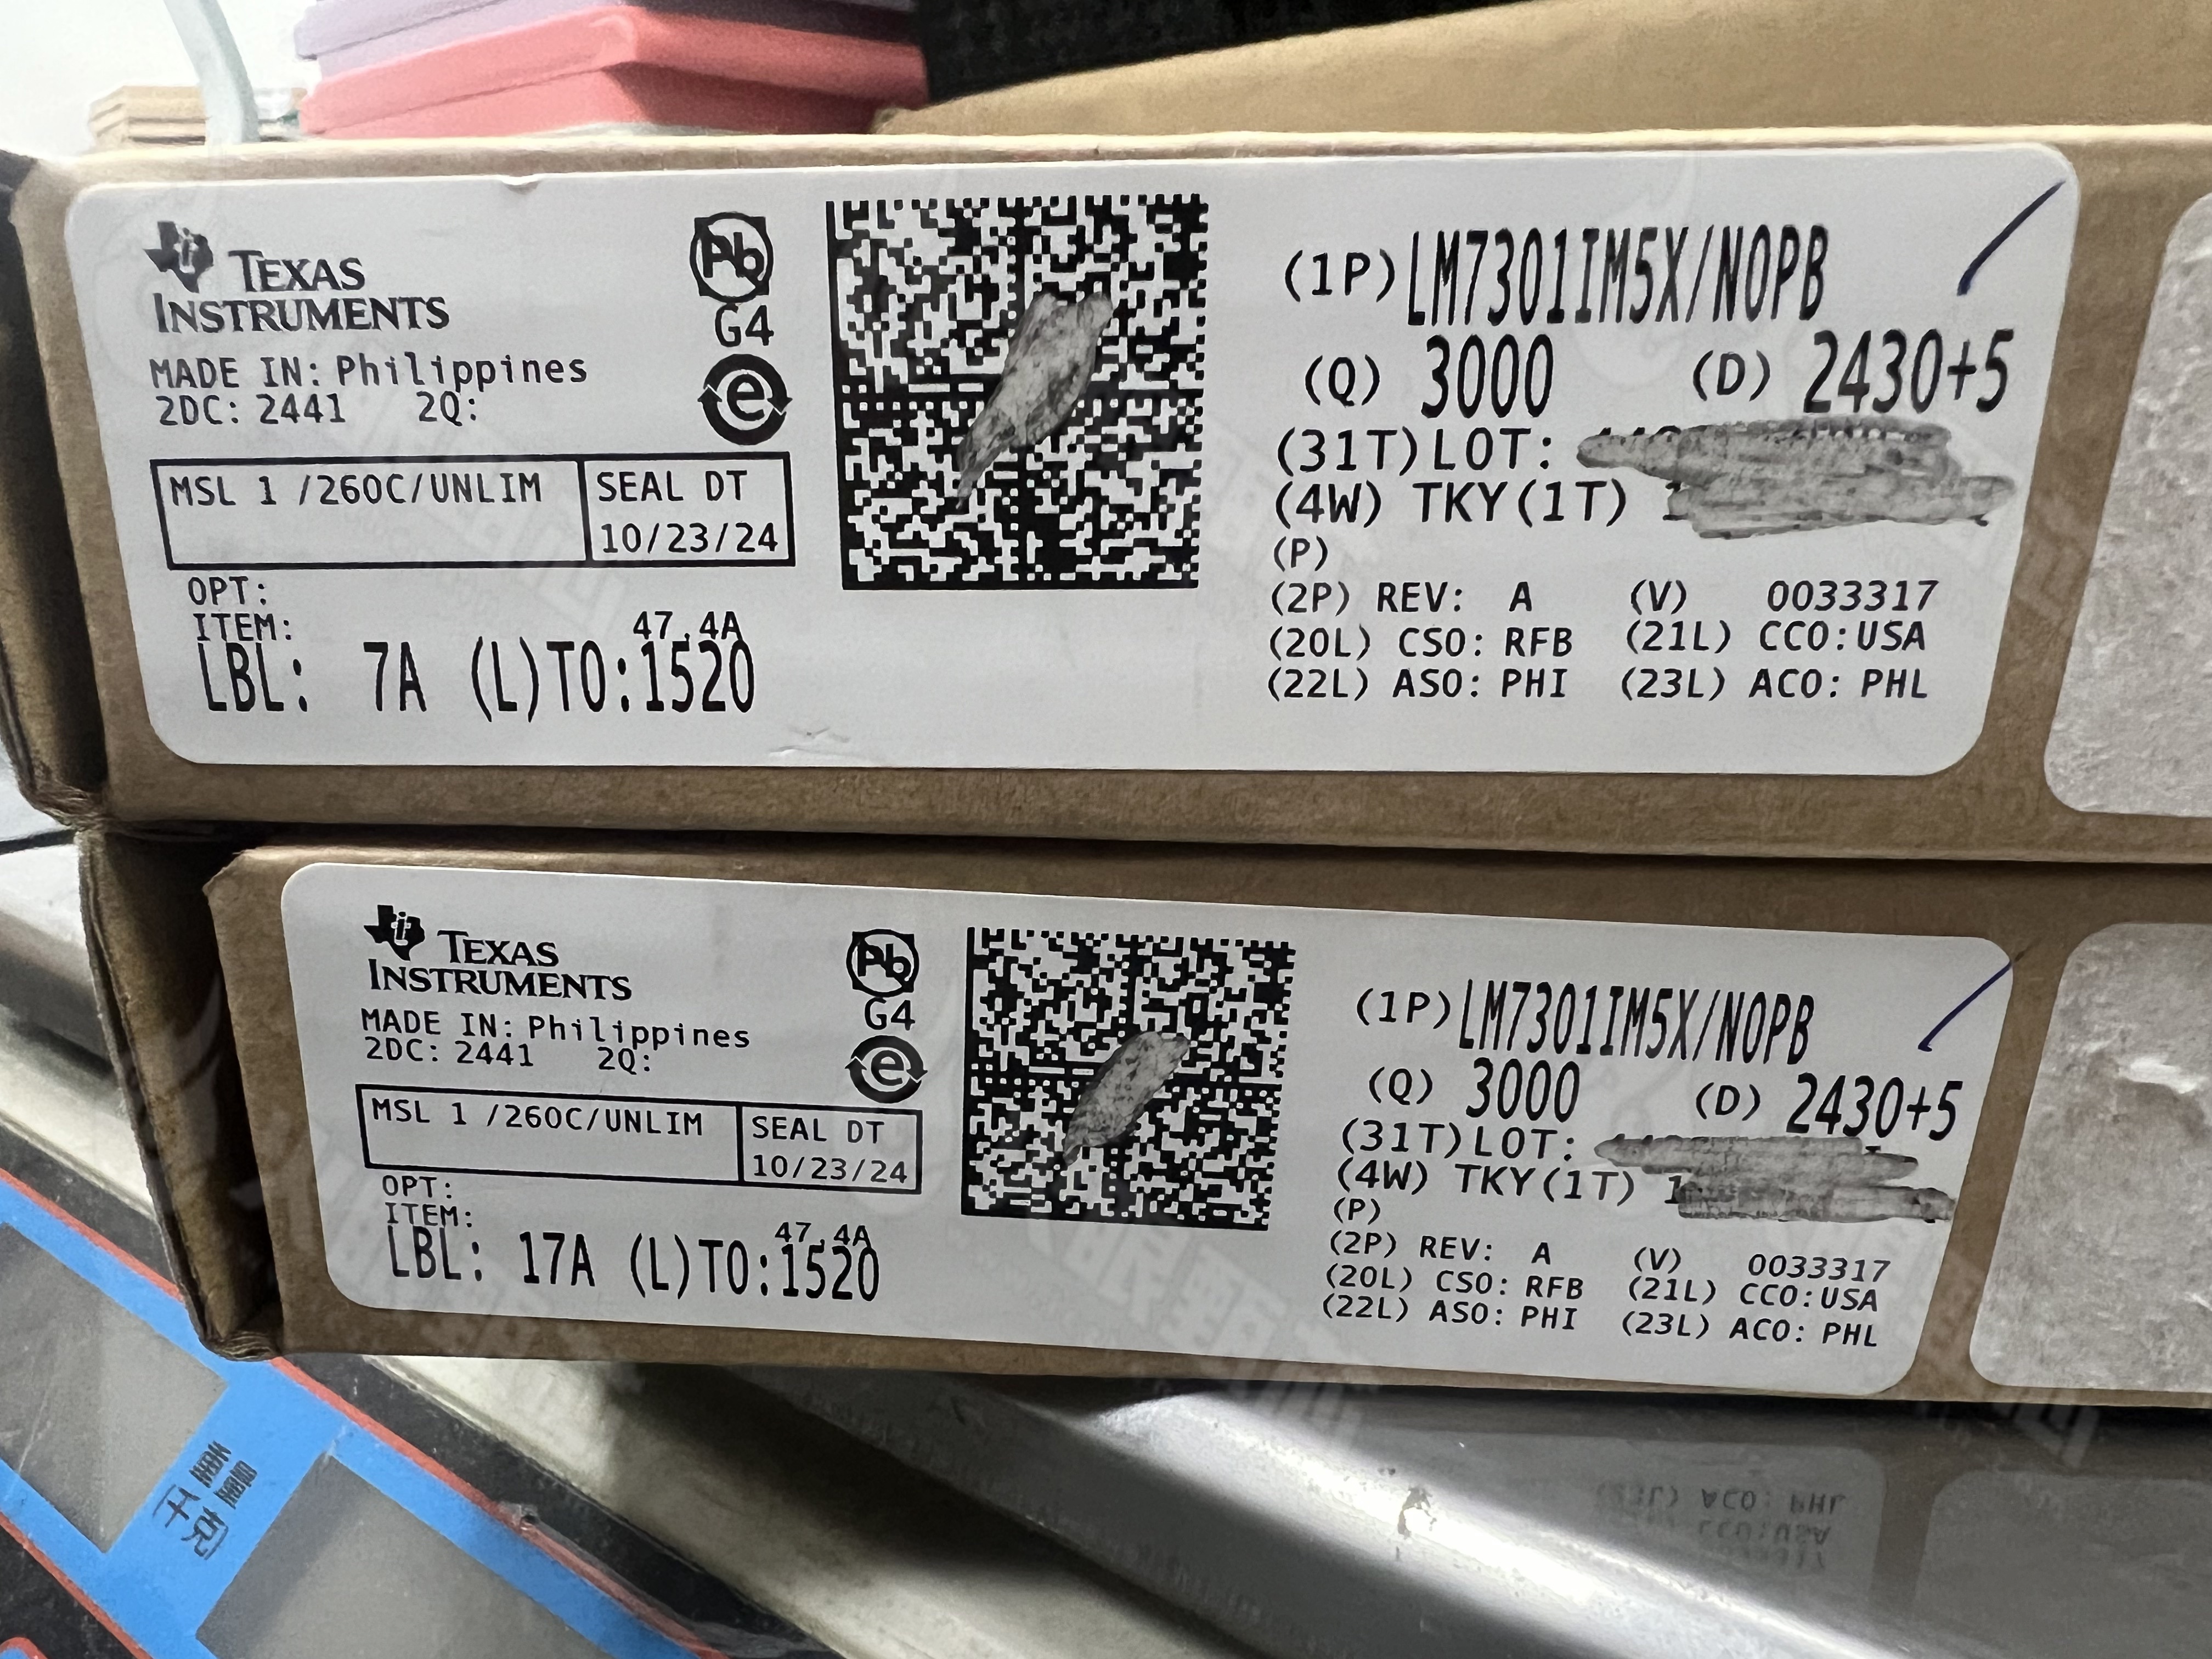 TEXAS
INSTRUMENTS
MADE IN: Philippines
2DC: 2441 2Q:
Pb
G4
e
MSL 1 /260C/UNLIM
SEAL DT
10/23/24
OPT:
ITEM:
47.4A
LBL: 7A (L)TO:1520
(1P) LM7301IM5X/NOPB
(Q) 3000 (D) 2430+5
(31T) LOT:
(4W) TKY(1T) 1
(P)
(2P) REV: A (V) 0033317
(20L) CSO: RFB (21L) CCO:USA
(22L) ASO: PHI (23L) ACO: PHL
TEXAS
INSTRUMENTS
MADE IN: Philippines
2DC: 2441 2Q:
Pb
G4
e
MSL 1 /260C/UNLIM
SEAL DT
10/23/24
OPT:
ITEM:
47.4A
LBL: 17A (L)TO:1520
(1P) LM7301IM5X/NOPB
(Q) 3000 (D) 2430+5
(31T) LOT:
(4W) TKY(1T) 1
(P)
(2P) REV: A (V) 0033317
(20L) CSO: RFB (21L) CCO:USA
(22L) ASO: PHI (23L) ACO: PHL